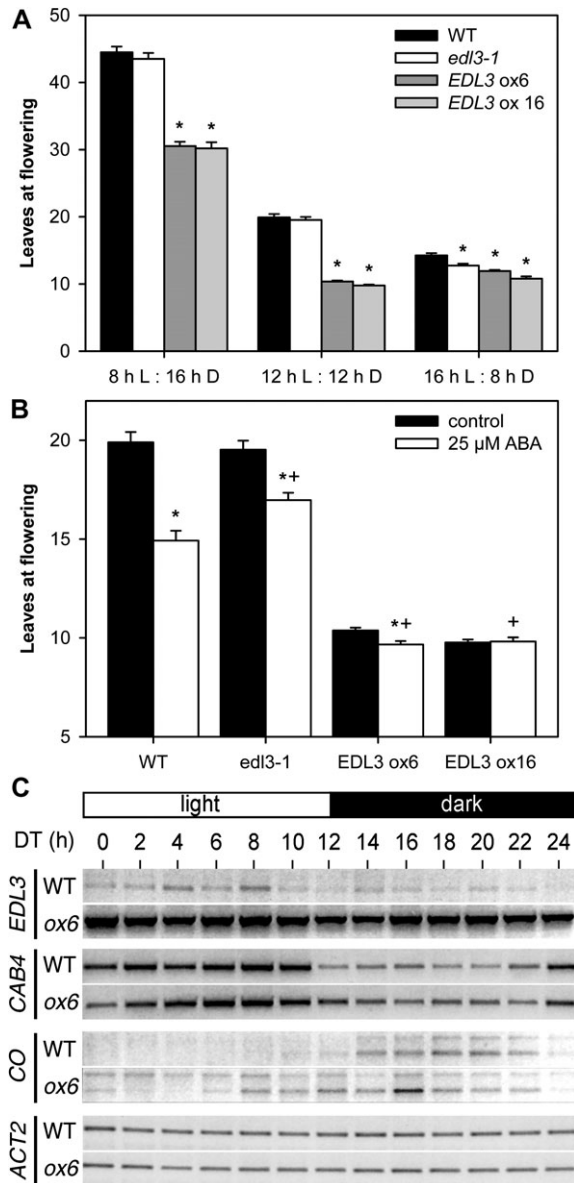 A
50
40
30
20
10
0
Leaves at flowering
WT
edl3-1
EDL3 ox6
EDL3 ox 16
* *
* *
* * *
8 h L : 16 h D
12 h L : 12 h D
16 h L : 8 h D
B
20
15
10
5
Leaves at flowering
control
25 µM ABA
*
*+
*+
+
WT
edl3-1
EDL3 ox6
EDL3 ox16
C
light
dark
DT (h) 0 2 4 6 8 10 12 14 16 18 20 22 24
EDL3
WT
ox6
CAB4
WT
ox6
CO
WT
ox6
ACT2
WT
ox6